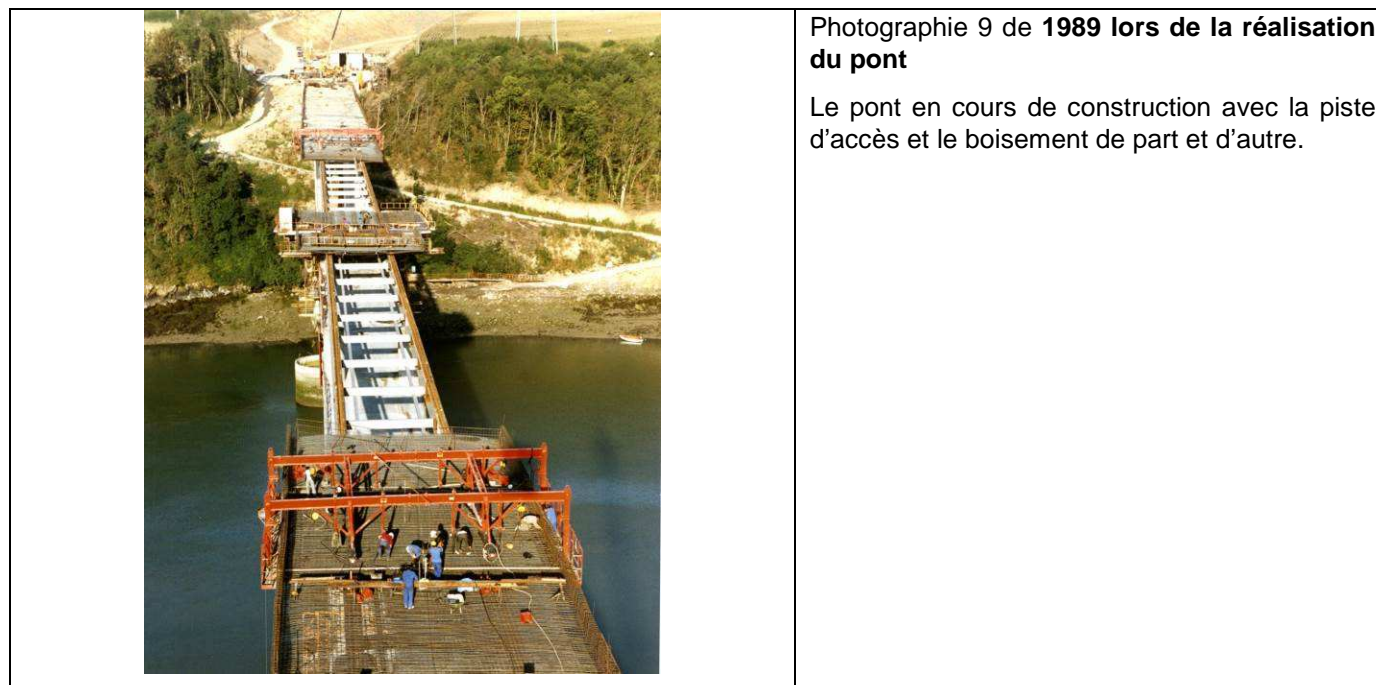 Photographie 9 de 1989 lors de la réalisation
du pont
Le pont en cours de construction avec la piste
d'accès et le boisement de part et d'autre.